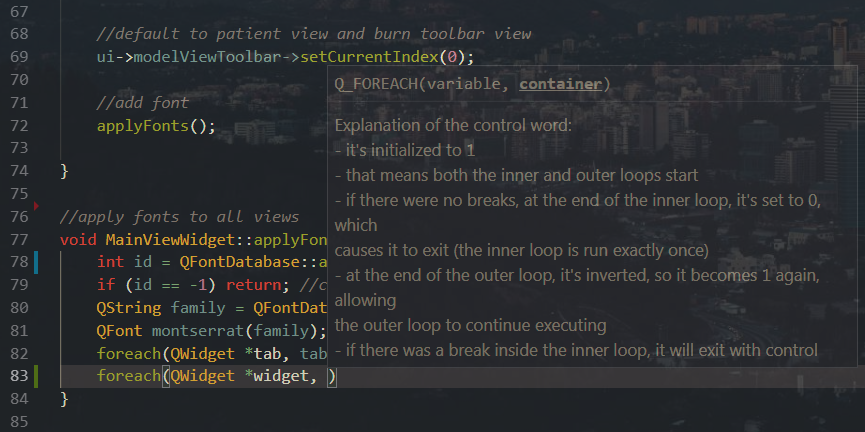 67
68 //default to patient view and burn toolbar view
69 ui->modelViewToolbar->setCurrentIndex(0);
70 Q_FOREACH(variable, container)
71 //add font
72 applyFonts(); Explanation of the control word:
73 - it's initialized to 1
74 } - that means both the inner and outer loops start
75 - if there were no breaks, at the end of the inner loop, it's set to 0,
76 //apply fonts to all views which
77 void MainViewWidget::applyFon causes it to exit (the inner loop is run exactly once)
78 int id = QFontDatabase::a - at the end of the outer loop, it's inverted, so it becomes 1 again,
79 if (id == -1) return; //c allowing
80 QString family = QFontDat the outer loop to continue executing
81 QFont montserrat(family); - if there was a break inside the inner loop, it will exit with control
82 foreach(QWidget *tab, tab
83 foreach(QWidget *widget, )
84 }
85